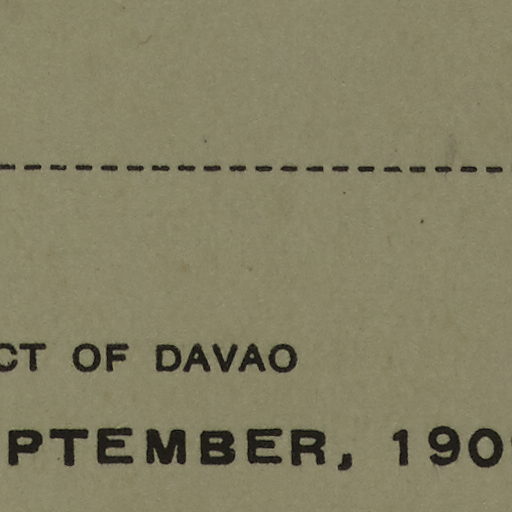 CT OF DAVAO
PTEMBER, 190